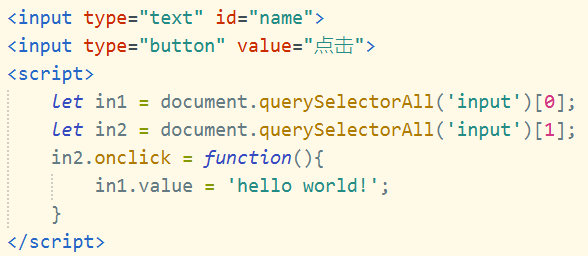 <input type="text" id="name">
<input type="button" value="点击">
<script>
let in1 = document.querySelectorAll('input')[0];
let in2 = document.querySelectorAll('input')[1];
in2.onclick = function(){
in1.value = 'hello world!';
}
</script>